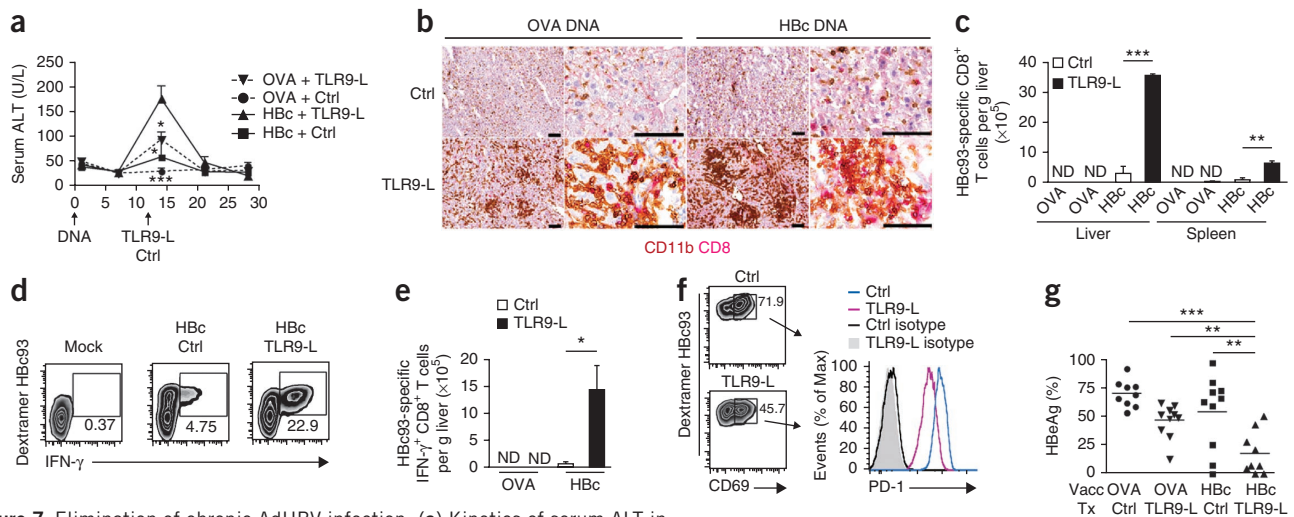 a
Serum ALT (U/L)
250
200
150
100
50
0
0 5 10 15 20 25 30
*
*
***
DNA
TLR9-L
Ctrl
OVA + TLR9-L
OVA + Ctrl
HBc + TLR9-L
HBc + Ctrl
b
OVA DNA HBc DNA
Ctrl
TLR9-L
CD11b CD8
c
HBc93-specific CD8+
T cells per g liver
(×10⁵)
Ctrl
TLR9-L
40
30
20
10
0
***
**
ND ND ND ND
OVA OVA HBc HBc OVA OVA HBc HBc
Liver Spleen
d
Dextramer HBc93
Mock
HBc
Ctrl
HBc
TLR9-L
0.37
4.75
22.9
IFN-γ
e
HBc93-specific
IFN-γ+ CD8+ T cells
per g liver (×10⁵)
Ctrl
TLR9-L
20
15
10
5
0
*
ND ND
OVA HBc
f
Dextramer HBc93
Ctrl
71.9
TLR9-L
45.7
CD69
Ctrl
TLR9-L
Ctrl isotype
TLR9-L isotype
Events (% of Max)
100
80
60
40
20
0
PD-1
g
***
**
**
HBeAg (%)
100
75
50
25
0
Vacc OVA OVA HBc HBc
Tx Ctrl TLR9-L Ctrl TLR9-L